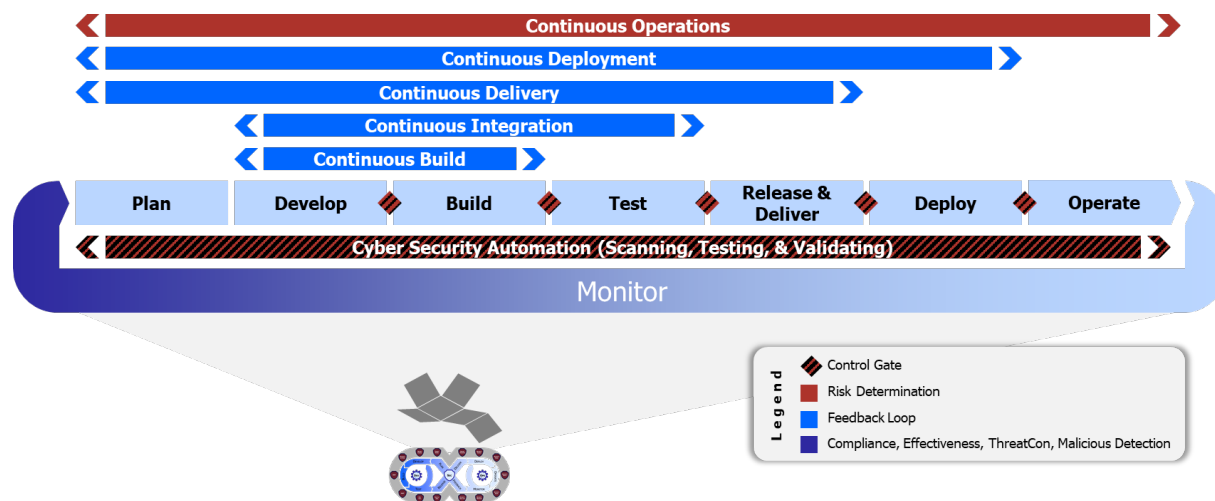 Continuous Operations
Continuous Deployment
Continuous Delivery
Continuous Integration
Continuous Build
Plan
Develop
Build
Test
Release &
Deliver
Deploy
Operate
Cyber Security Automation (Scanning, Testing, & Validating)
Monitor
Legend
Control Gate
Risk Determination
Feedback Loop
Compliance, Effectiveness, ThreatCon, Malicious Detection